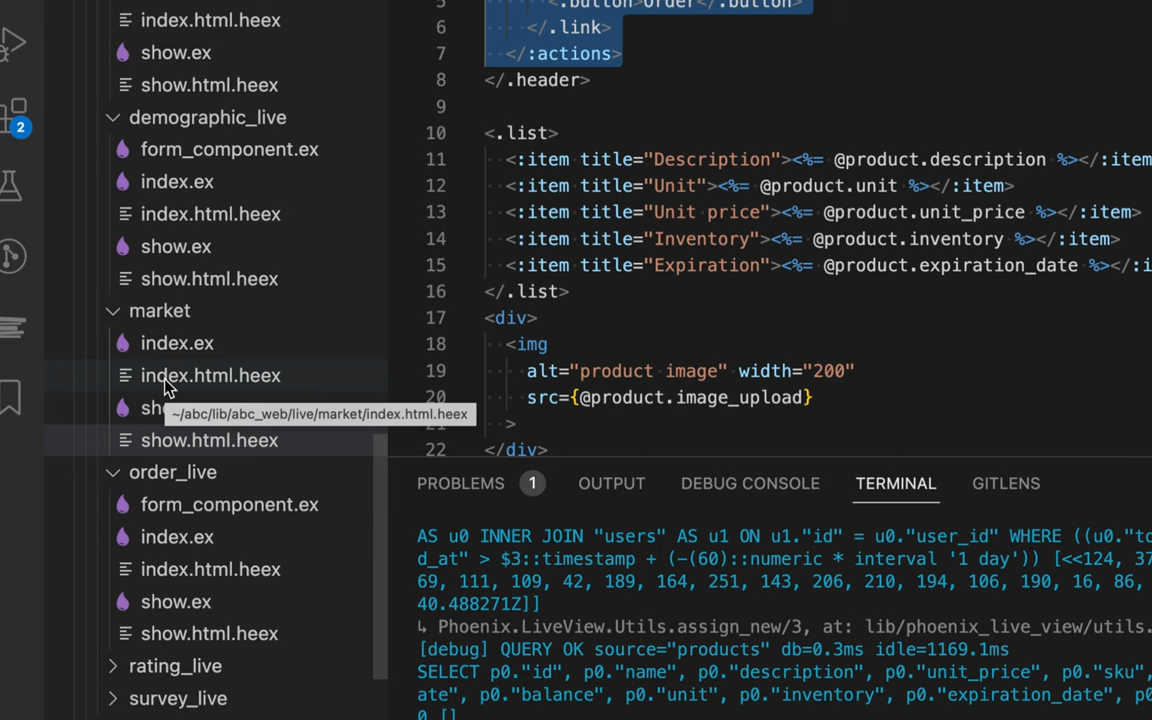 index.html.heex
show.ex
show.html.heex
demographic_live
form_component.ex
index.ex
index.html.heex
show.ex
show.html.heex
market
index.ex
index.html.heex
~/abc/lib/abc_web/live/market/index.html.heex
show.html.heex
order_live
form_component.ex
index.ex
index.html.heex
show.ex
show.html.heex
rating_live
survey_live
2
5 <.button>Order</.button>
6 </.link>
7 </:actions>
8 </.header>
9
10 <.list>
11 <:item title="Description"><%= @product.description %></:item
12 <:item title="Unit"><%= @product.unit %></:item>
13 <:item title="Unit price"><%= @product.unit_price %></:item>
14 <:item title="Inventory"><%= @product.inventory %></:item>
15 <:item title="Expiration"><%= @product.expiration_date %></:i
16 </.list>
17 <div>
18 <img
19 alt="product image" width="200"
20 src={@product.image_upload}
21 >
22 </div>
PROBLEMS 1 OUTPUT DEBUG CONSOLE TERMINAL GITLENS
AS u0 INNER JOIN "users" AS u1 ON u1."id" = u0."user_id" WHERE ((u0."to
d_at" > $3::timestamp + (-(60)::numeric * interval '1 day')) [<<124, 37
69, 111, 109, 42, 189, 164, 251, 143, 206, 210, 194, 106, 190, 16, 86,
40.488271Z]]
↳ Phoenix.LiveView.Utils.assign_new/3, at: lib/phoenix_live_view/utils.
[debug] QUERY OK source="products" db=0.3ms idle=1169.1ms
SELECT p0."id", p0."name", p0."description", p0."unit_price", p0."sku",
ate", p0."balance", p0."unit", p0."inventory", p0."expiration_date", p0
0 []